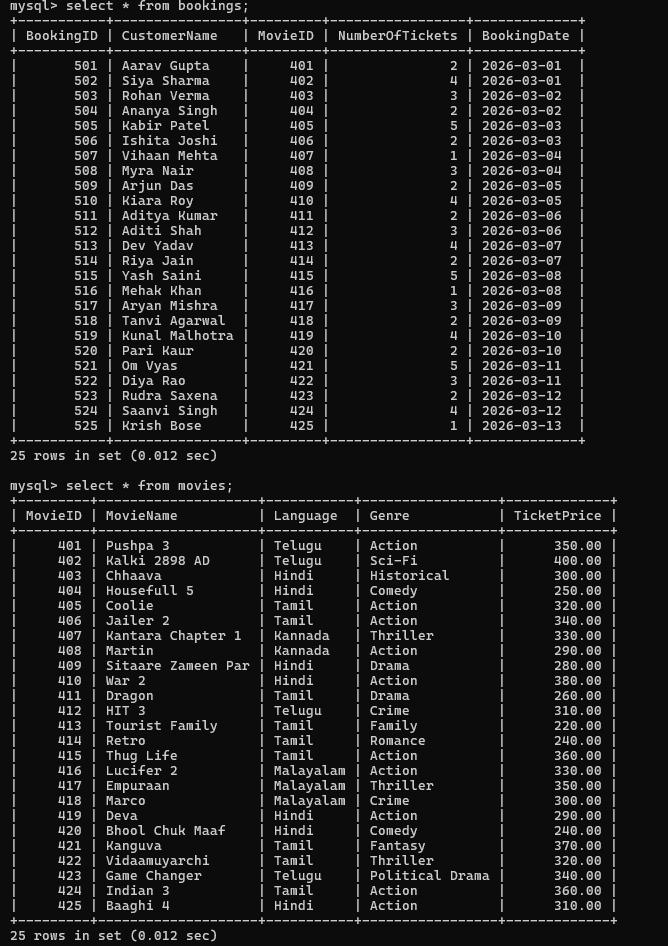 mysql> select * from bookings;
+-----------+----------------+---------+-----------------+-------------+
| BookingID | CustomerName   | MovieID | NumberOfTickets | BookingDate |
+-----------+----------------+---------+-----------------+-------------+
|       501 | Aarav Gupta    |     401 |               2 | 2026-03-01  |
|       502 | Siya Sharma    |     402 |               4 | 2026-03-01  |
|       503 | Rohan Verma    |     403 |               3 | 2026-03-02  |
|       504 | Ananya Singh   |     404 |               2 | 2026-03-02  |
|       505 | Kabir Patel    |     405 |               5 | 2026-03-03  |
|       506 | Ishita Joshi   |     406 |               2 | 2026-03-03  |
|       507 | Vihaan Mehta   |     407 |               1 | 2026-03-04  |
|       508 | Myra Nair      |     408 |               3 | 2026-03-04  |
|       509 | Arjun Das      |     409 |               2 | 2026-03-05  |
|       510 | Kiara Roy      |     410 |               4 | 2026-03-05  |
|       511 | Aditya Kumar   |     411 |               2 | 2026-03-06  |
|       512 | Aditi Shah     |     412 |               3 | 2026-03-06  |
|       513 | Dev Yadav      |     413 |               4 | 2026-03-07  |
|       514 | Riya Jain      |     414 |               2 | 2026-03-07  |
|       515 | Yash Saini     |     415 |               5 | 2026-03-08  |
|       516 | Mehak Khan     |     416 |               1 | 2026-03-08  |
|       517 | Aryan Mishra   |     417 |               3 | 2026-03-09  |
|       518 | Tanvi Agarwal  |     418 |               2 | 2026-03-09  |
|       519 | Kunal Malhotra |     419 |               4 | 2026-03-10  |
|       520 | Pari Kaur      |     420 |               2 | 2026-03-10  |
|       521 | Om Vyas        |     421 |               5 | 2026-03-11  |
|       522 | Diya Rao       |     422 |               3 | 2026-03-11  |
|       523 | Rudra Saxena   |     423 |               2 | 2026-03-12  |
|       524 | Saanvi Singh   |     424 |               4 | 2026-03-12  |
|       525 | Krish Bose     |     425 |               1 | 2026-03-13  |
+-----------+----------------+---------+-----------------+-------------+
25 rows in set (0.012 sec)
mysql> select * from movies;
+---------+--------------------+-----------+-----------------+-------------+
| MovieID | MovieName          | Language  | Genre           | TicketPrice |
+---------+--------------------+-----------+-----------------+-------------+
|     401 | Pushpa 3           | Telugu    | Action          |      350.00 |
|     402 | Kalki 2898 AD      | Telugu    | Sci-Fi          |      400.00 |
|     403 | Chhaava            | Hindi     | Historical      |      300.00 |
|     404 | Housefull 5        | Hindi     | Comedy          |      250.00 |
|     405 | Coolie             | Tamil     | Action          |      320.00 |
|     406 | Jailer 2           | Tamil     | Action          |      340.00 |
|     407 | Kantara Chapter 1  | Kannada   | Thriller        |      330.00 |
|     408 | Martin             | Kannada   | Action          |      290.00 |
|     409 | Sitaare Zameen Par | Hindi     | Drama           |      280.00 |
|     410 | War 2              | Hindi     | Action          |      380.00 |
|     411 | Dragon             | Tamil     | Drama           |      260.00 |
|     412 | HIT 3              | Telugu    | Crime           |      310.00 |
|     413 | Tourist Family     | Tamil     | Family          |      220.00 |
|     414 | Retro              | Tamil     | Romance         |      240.00 |
|     415 | Thug Life          | Tamil     | Action          |      360.00 |
|     416 | Lucifer 2          | Malayalam | Action          |      330.00 |
|     417 | Empuraan           | Malayalam | Thriller        |      350.00 |
|     418 | Marco              | Malayalam | Crime           |      300.00 |
|     419 | Deva               | Hindi     | Action          |      290.00 |
|     420 | Bhool Chuk Maaf    | Hindi     | Comedy          |      240.00 |
|     421 | Kanguva            | Tamil     | Fantasy         |      370.00 |
|     422 | Vidaamuyarchi      | Tamil     | Thriller        |      320.00 |
|     423 | Game Changer       | Telugu    | Political Drama |      340.00 |
|     424 | Indian 3           | Tamil     | Action          |      360.00 |
|     425 | Baaghi 4           | Hindi     | Action          |      310.00 |
+---------+--------------------+-----------+-----------------+-------------+
25 rows in set (0.012 sec)